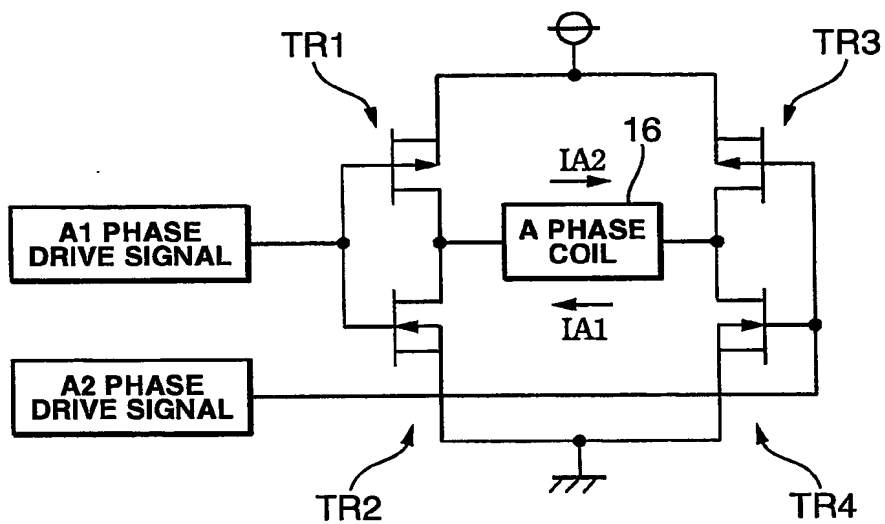 TR1
TR3
16
IA2
A1 PHASE
DRIVE SIGNAL
A PHASE
COIL
IA1
A2 PHASE
DRIVE SIGNAL
TR2
TR4